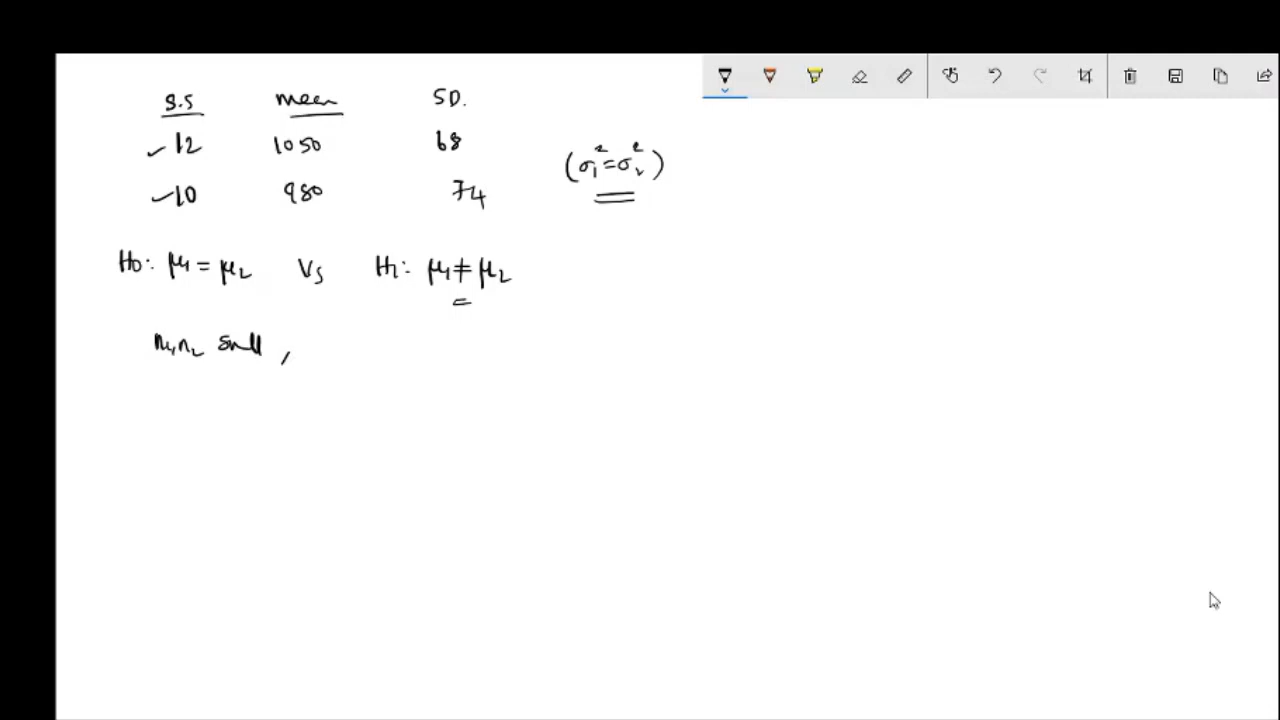 S.S mean SD.
12 1050 68
10 980 74
(σ₁²=σ₂²)
H₀: μ₁ = μ₂ Vs H₁: μ₁ ≠ μ₂
n₁,n₂ small ,